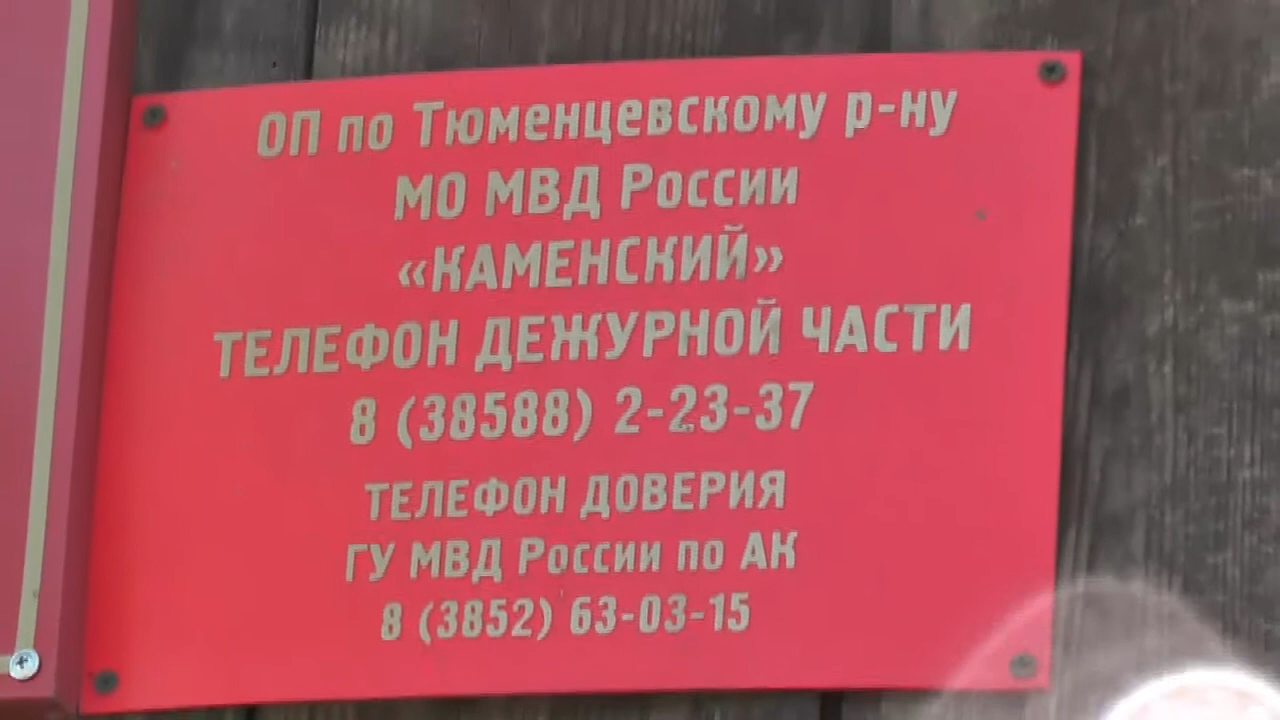 ОП по Тюменцевскому р-ну
МО МВД России
«КАМЕНСКИЙ»
ТЕЛЕФОН ДЕЖУРНОЙ ЧАСТИ
8 (38588) 2-23-37
ТЕЛЕФОН ДОВЕРИЯ
ГУ МВД России по АК
8 (3852) 63-03-15